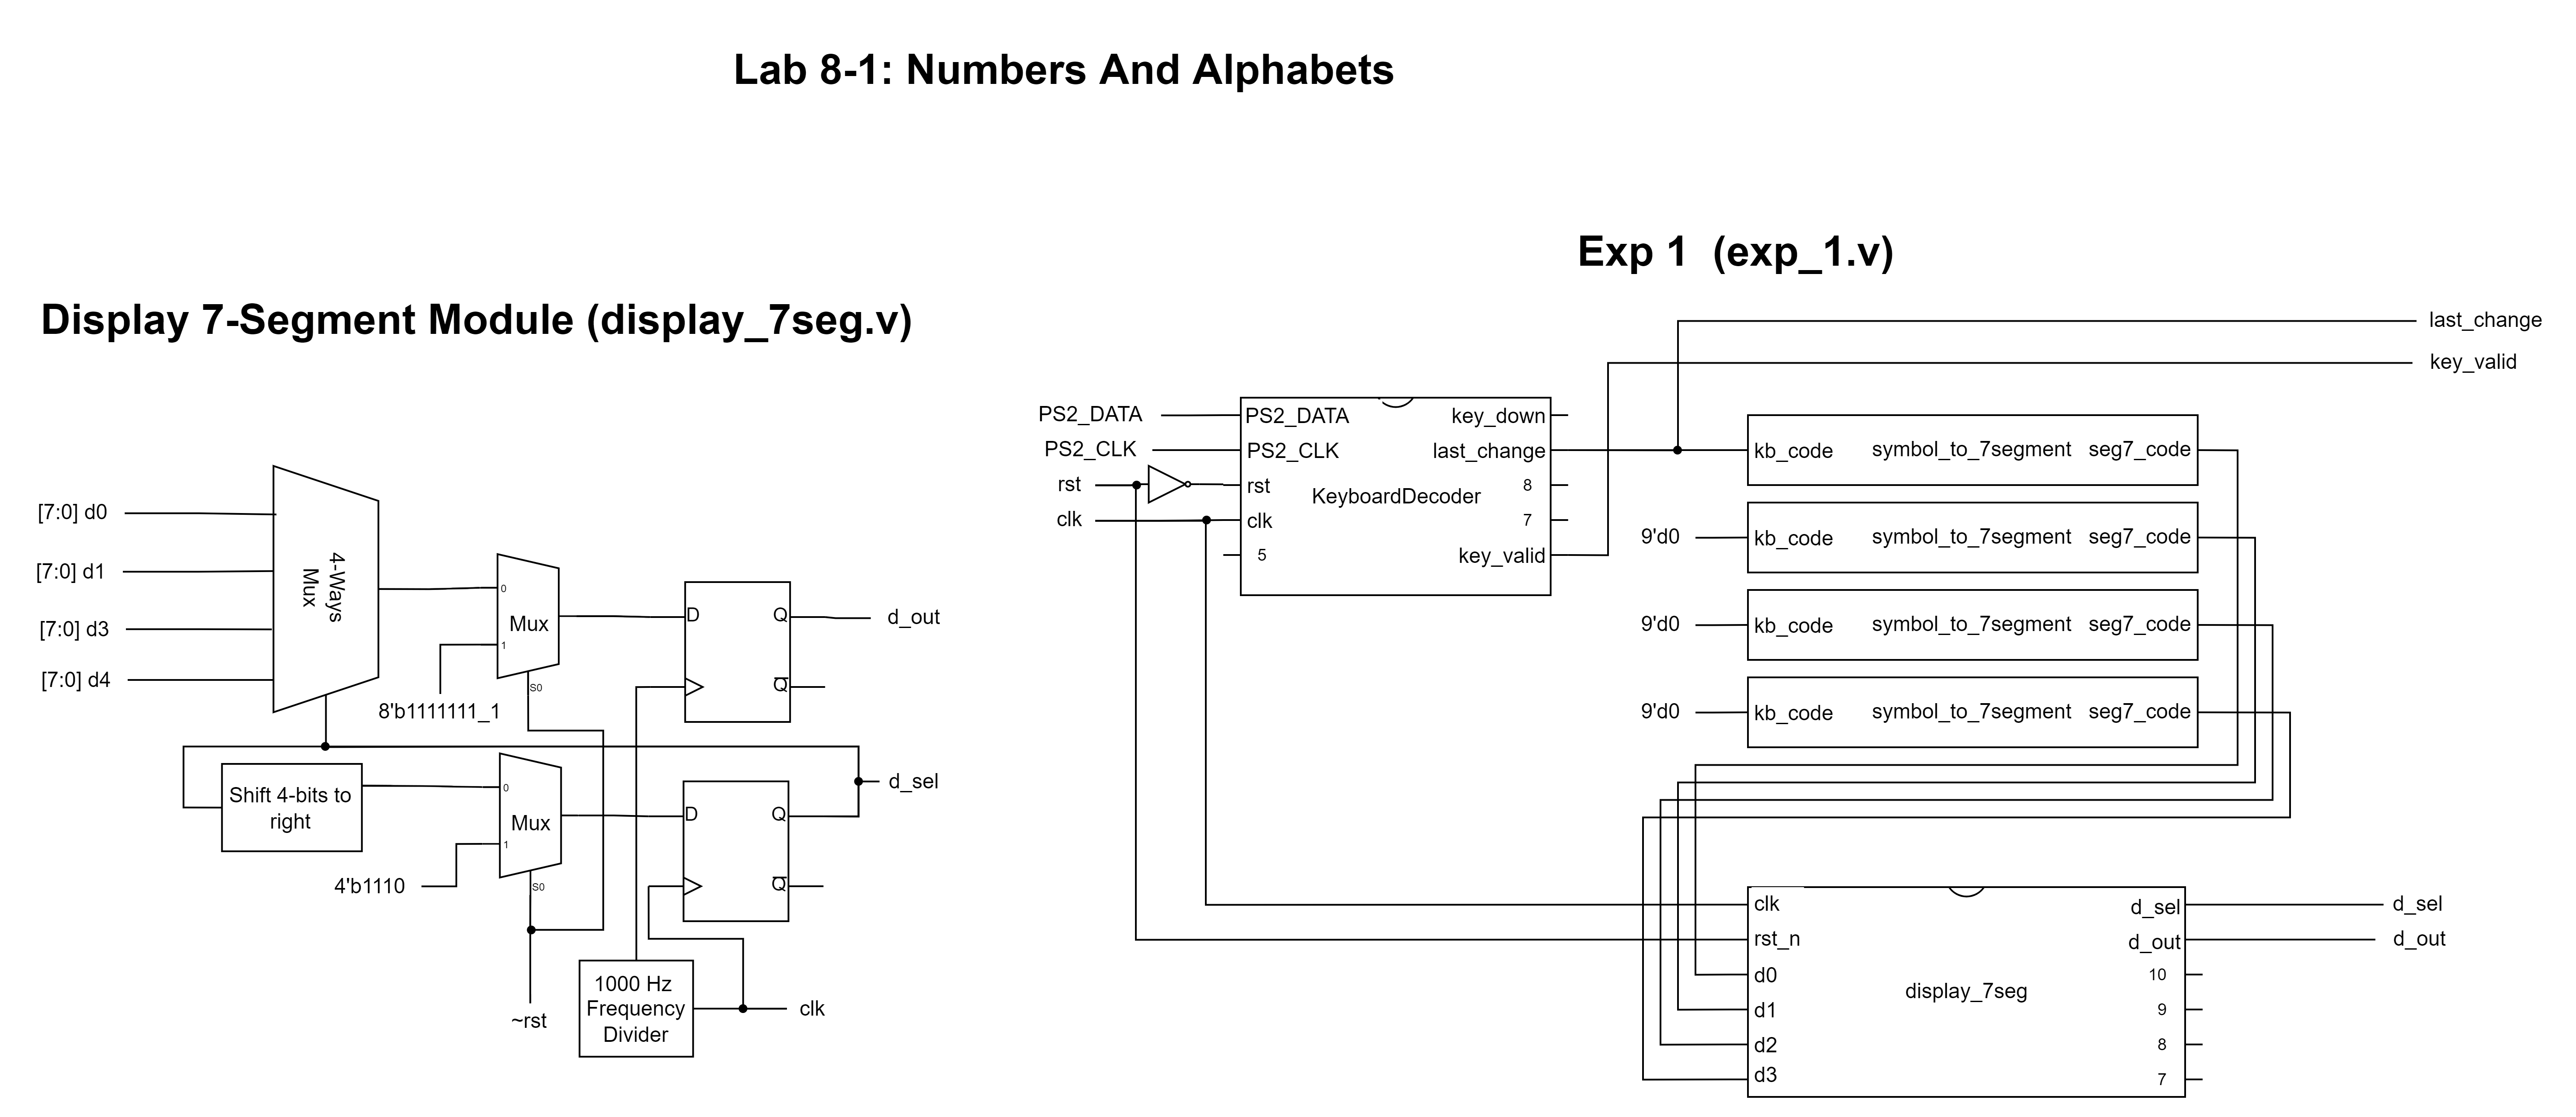 Lab 8-1: Numbers And Alphabets
Display 7-Segment Module (display_7seg.v)
[7:0] d0
[7:0] d1
[7:0] d3
[7:0] d4
4-Ways
Mux
0
Mux
1
S0
8'b1111111_1
D
Q
Q
d_out
Shift 4-bits to
right
0
Mux
1
S0
4'b1110
D
Q
Q
d_sel
~rst
1000 Hz
Frequency
Divider
clk
Exp 1 (exp_1.v)
last_change
key_valid
PS2_DATA
PS2_CLK
rst
clk
PS2_DATA
PS2_CLK
rst
clk
5
KeyboardDecoder
key_down
last_change
8
7
key_valid
kb_code symbol_to_7segment seg7_code
9'd0
kb_code symbol_to_7segment seg7_code
9'd0
kb_code symbol_to_7segment seg7_code
9'd0
kb_code symbol_to_7segment seg7_code
clk
rst_n
d0
d1
d2
d3
display_7seg
d_sel
d_out
10
9
8
7
d_sel
d_out